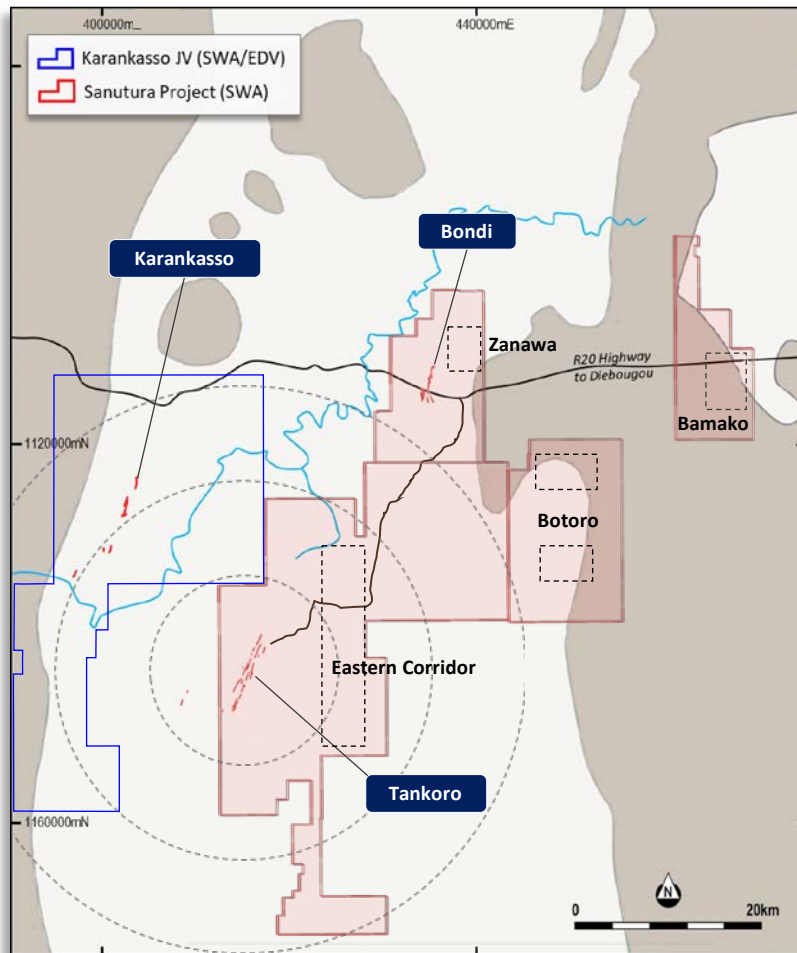 400000m_
440000mE
Karankasso JV (SWA/EDV)
Sanutura Project (SWA)
Bondi
Karankasso
Zanawa
R20 Highway
to Diebougou
Bamako
1120000mN
Botoro
Eastern Corridor
Tankoro
1160000mN
N
0
20km